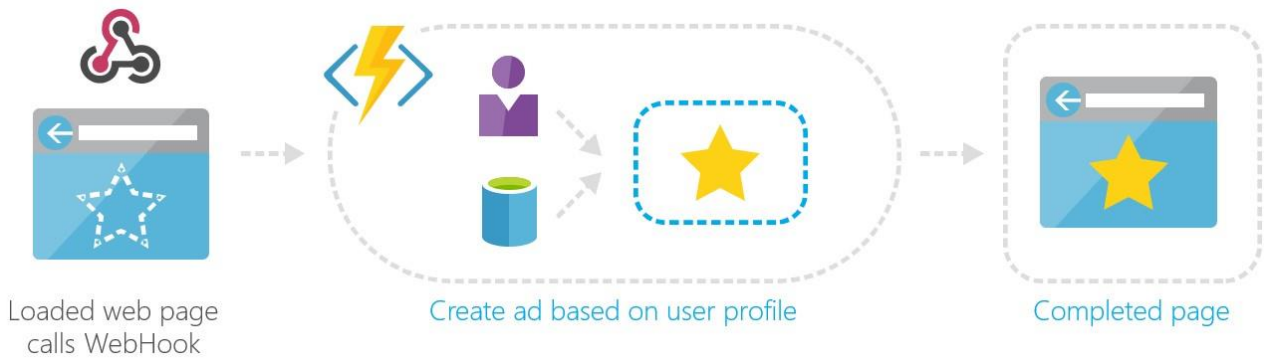 Loaded web page
calls WebHook
Create ad based on user profile
Completed page